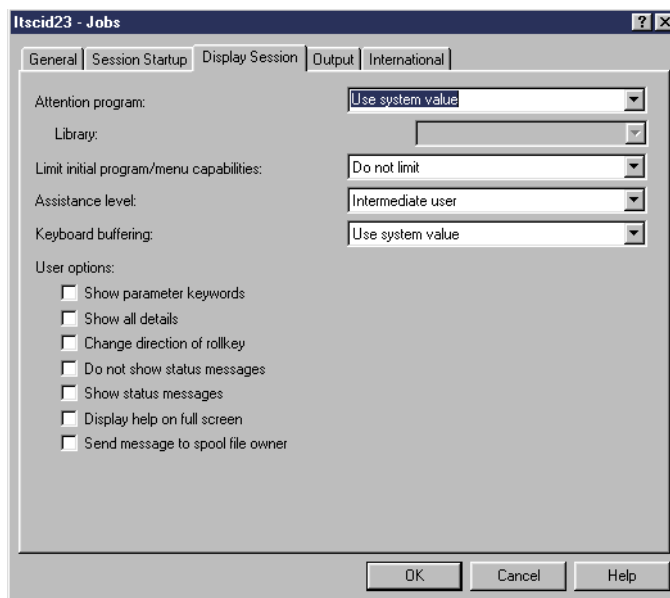 Itscid23 - Jobs
General Session Startup Display Session Output International
Attention program: Use system value
Library:
Limit initial program/menu capabilities: Do not limit
Assistance level: Intermediate user
Keyboard buffering: Use system value
User options:
Show parameter keywords
Show all details
Change direction of rollkey
Do not show status messages
Show status messages
Display help on full screen
Send message to spool file owner
OK Cancel Help